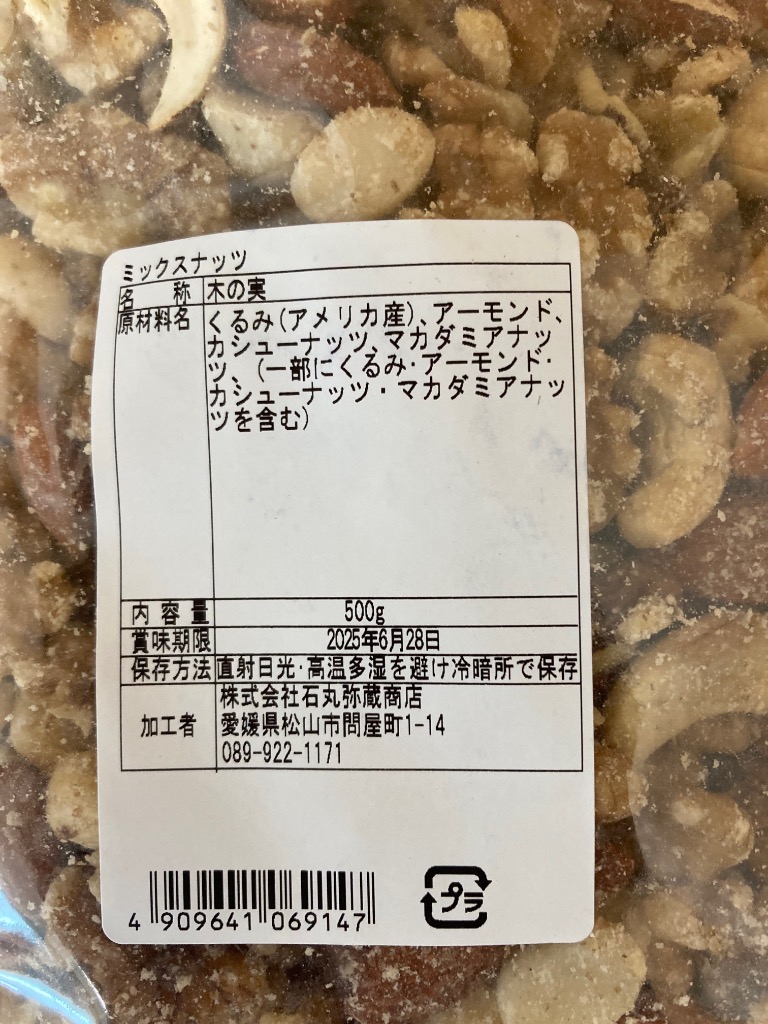 ミックスナッツ
名 称 木の実
原材料名 くるみ(アメリカ産)、アーモンド、
カシューナッツ、マカダミアナッ
ツ、(一部にくるみ・アーモンド・
カシューナッツ・マカダミアナッ
ツを含む)
内容量 500g
賞味期限 2025年6月28日
保存方法 直射日光・高温多湿を避け冷暗所で保存
加工者 株式会社石丸弥蔵商店
愛媛県松山市問屋町1-14
089-922-1171
4 909641 069147
プラ